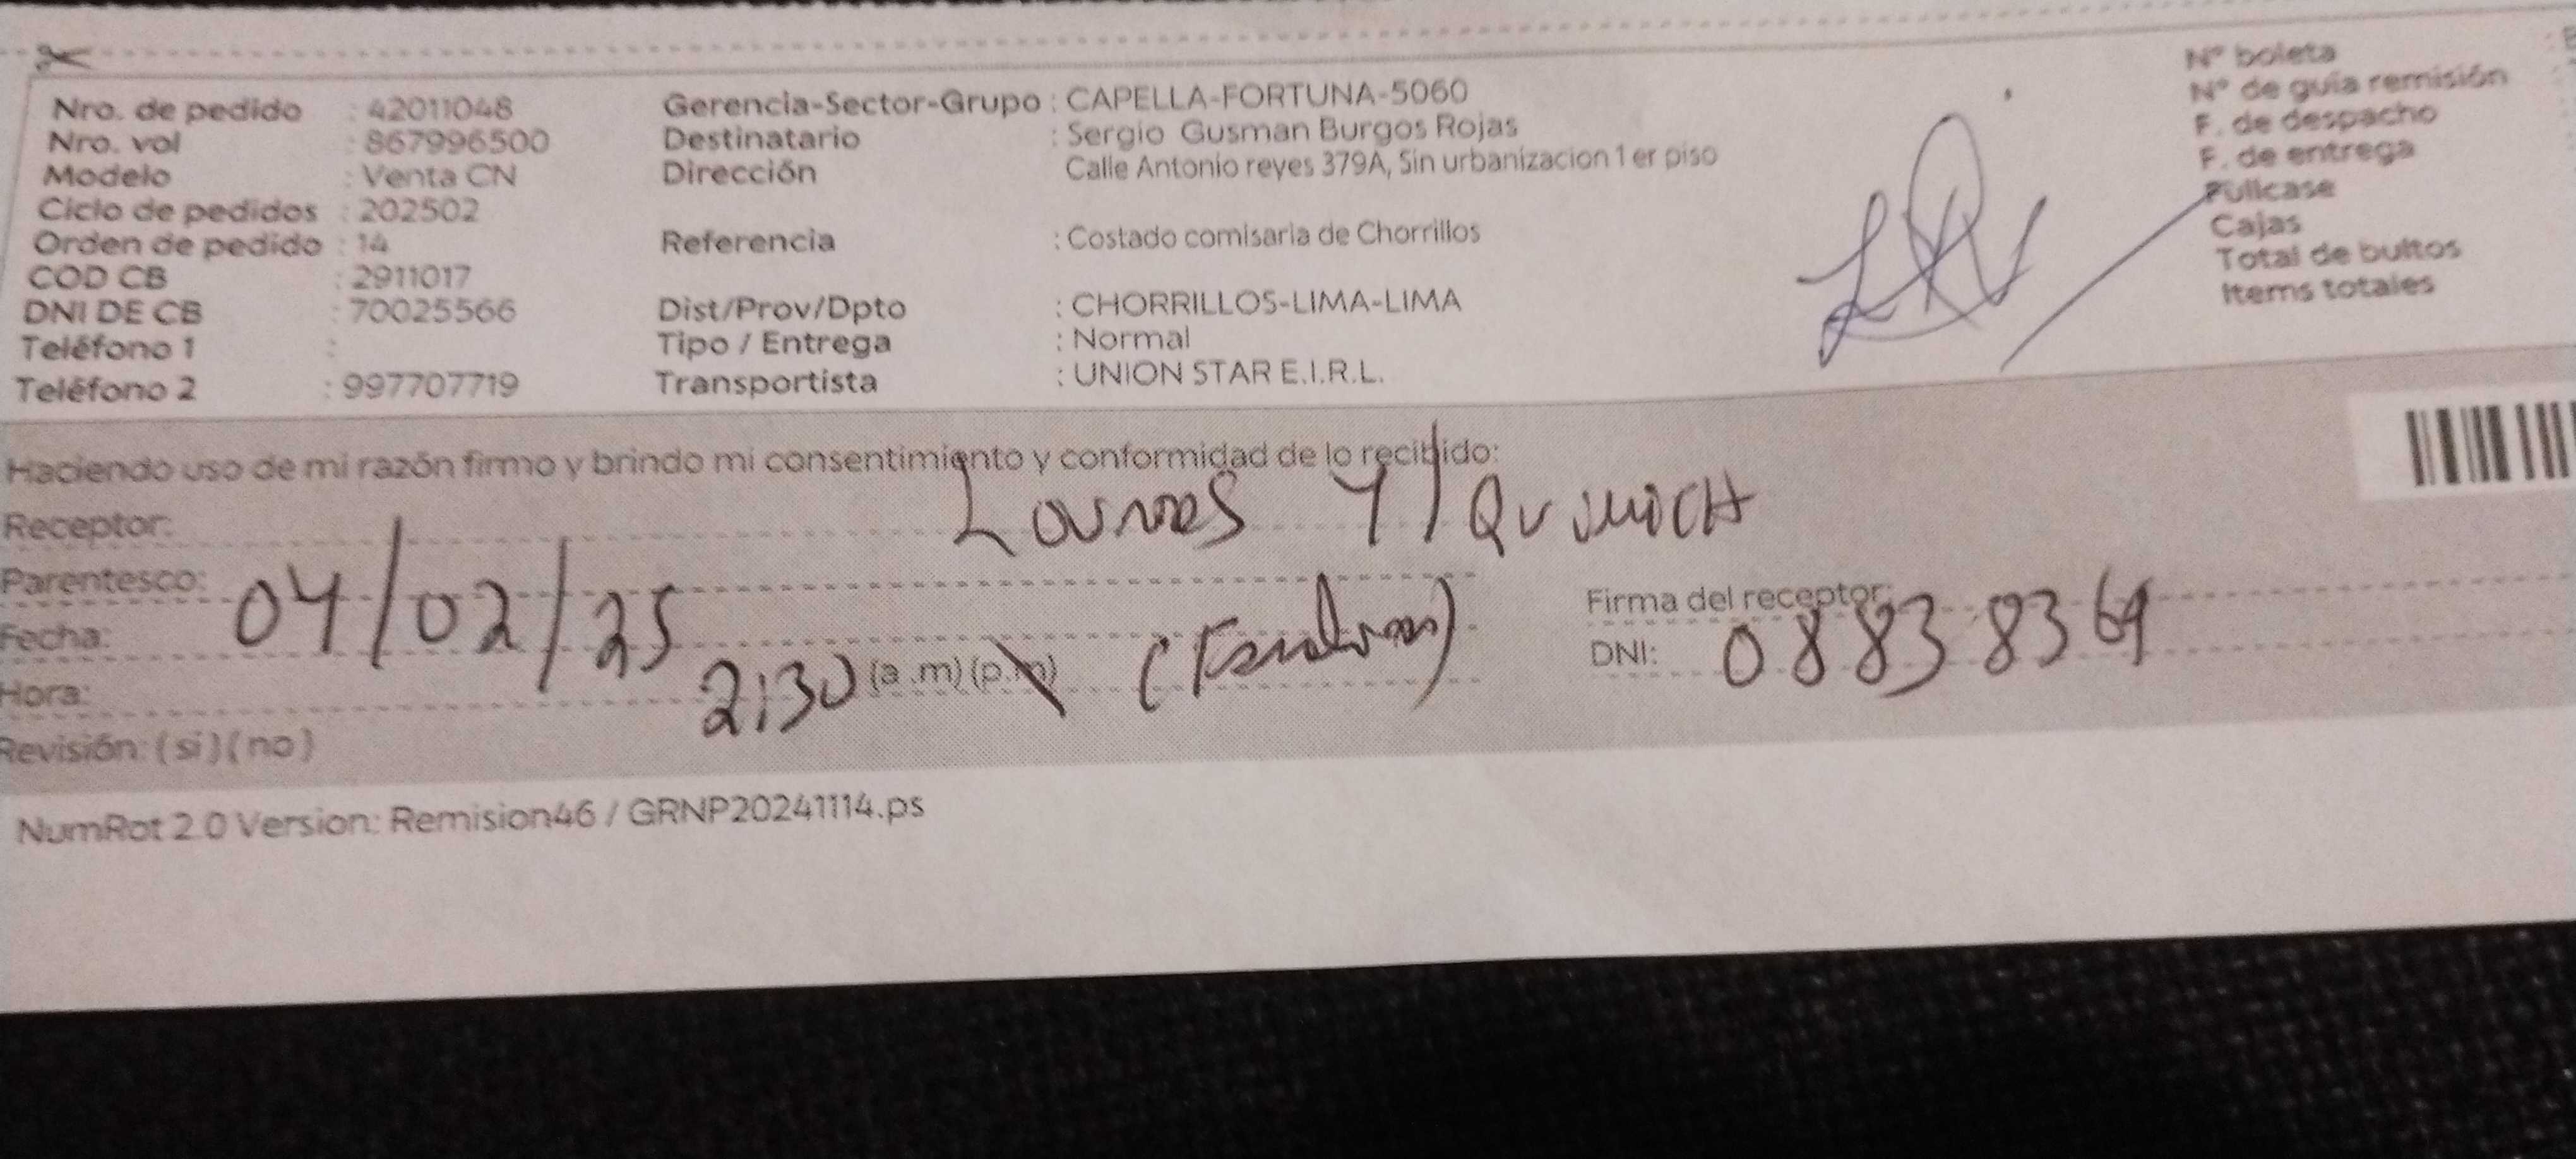 Nro. de pedido : 42011048
Nro. vol : 867996500
Modelo : Venta CN
Ciclo de pedidos : 202502
Orden de pedido : 14
COD CB : 2911017
DNI DE CB : 70025566
Teléfono 1 :
Teléfono 2 : 997707719
Gerencia-Sector-Grupo : CAPELLA-FORTUNA-5060
Destinatario : Sergio Gusman Burgos Rojas
Dirección Calle Antonio reyes 379A, Sin urbanizacion 1 er piso
Referencia : Costado comisaria de Chorrillos
Dist/Prov/Dpto : CHORRILLOS-LIMA-LIMA
Tipo / Entrega : Normal
Transportista : UNION STAR E.I.R.L.
N° boleta
N° de guía remisión
F. de despacho
F. de entrega
Fullcase
Cajas
Total de bultos
Items totales
Haciendo uso de mi razón firmo y brindo mi consentimiento y conformidad de lo recibido:
Receptor: Lourdes
Parentesco:
Fecha: 04/02/25
Hora: 2:30 (a .m) (p.m)
Revisión: (si) (no)
Firma del receptor:
DNI: 08838369
NumRot 2.0 Version: Remision46 / GRNP20241114.ps